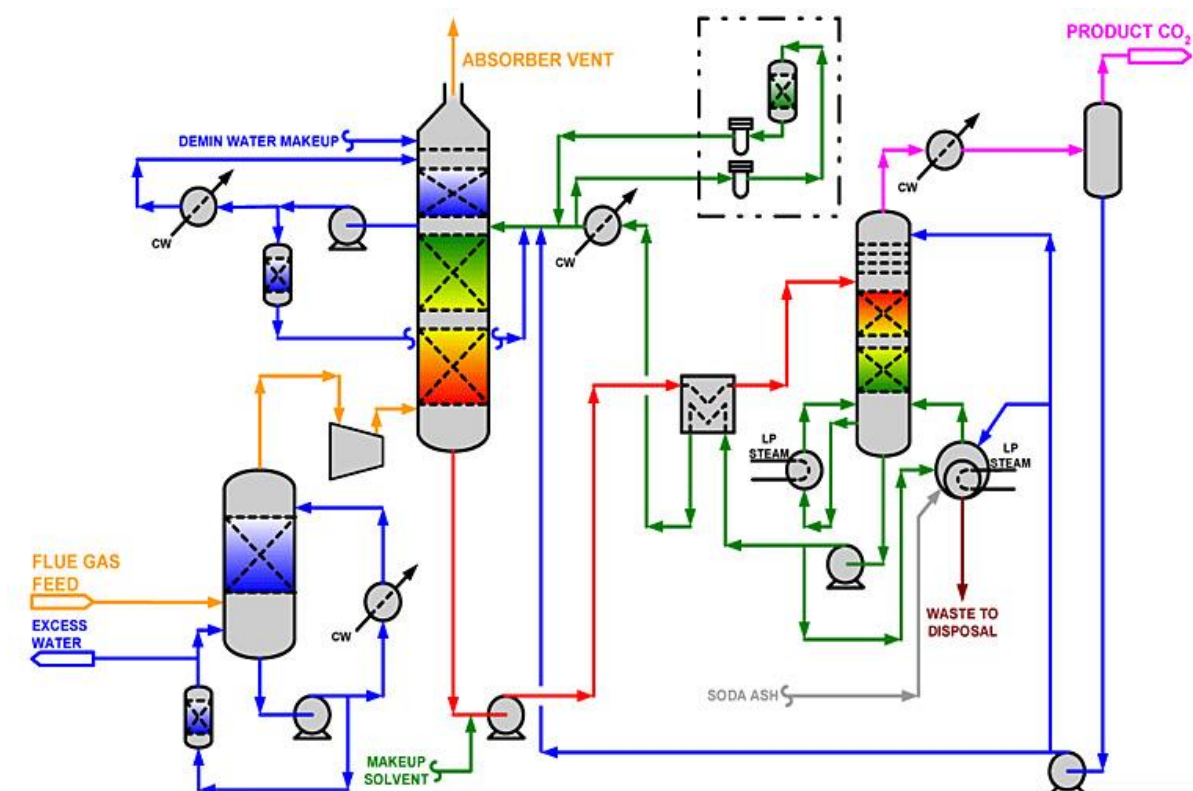 PRODUCT CO₂
ABSORBER VENT
DEMIN WATER MAKEUP
CW
CW
CW
LP
STEAM
LP
STEAM
FLUE GAS
FEED
EXCESS
WATER
CW
WASTE TO
DISPOSAL
SODA ASH
MAKEUP
SOLVENT